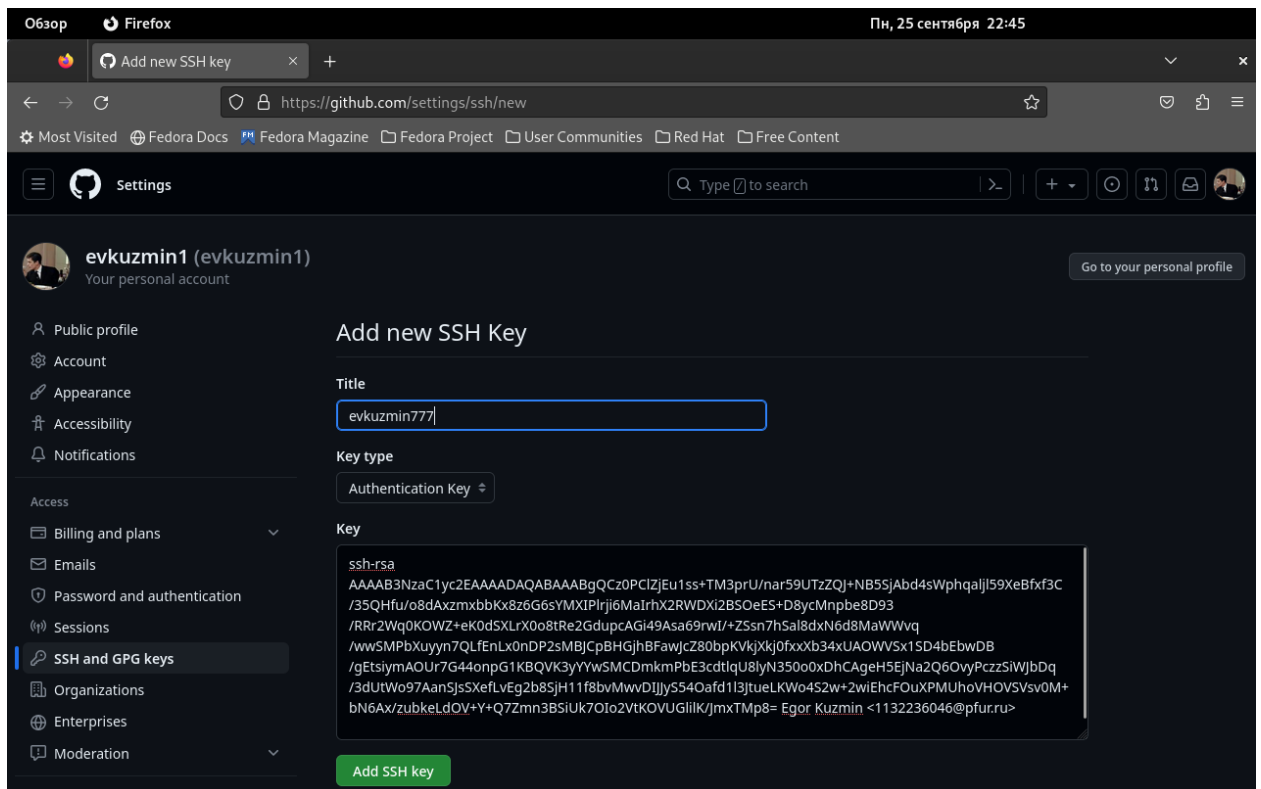 Обзор Firefox Пн, 25 сентября 22:45
Add new SSH key × +
https://github.com/settings/ssh/new
Most Visited Fedora Docs Fedora Magazine Fedora Project User Communities Red Hat Free Content
Settings Type / to search
evkuzmin1 (evkuzmin1)
Your personal account
Go to your personal profile
Public profile
Account
Appearance
Accessibility
Notifications
Access
Billing and plans
Emails
Password and authentication
Sessions
SSH and GPG keys
Organizations
Enterprises
Moderation
Add new SSH Key
Title
evkuzmin777
Key type
Authentication Key
Key
ssh-rsa
AAAAB3NzaC1yc2EAAAADAQABAAABgQCz0PClZjEu1ss+TM3prU/nar59UTzZQJ+NB5SjAbd4sWphqaljl59XeBfxf3C
/35QHfu/o8dAxzmxbbKx8z6G6sYMXIPlrji6MaIrhX2RWDXi2BSOeES+D8ycMnpbe8D93
/RRr2Wq0KOWZ+eK0dSXLrX0o8tRe2GdupcAGi49Asa69rwI/+ZSsn7hSal8dxN6d8MaWWvq
/wwSMPbXuyyn7QLfEnLx0nDP2sMBJCpBHGjhBFawJcZ80bpKVkjXkj0fxxXb34xUAOWVSx1SD4bEbwDB
/gEtsiymAOUr7G44onpG1KBQVK3yYYwSMCDmkmPbE3cdtlqU8lyN350o0xDhCAgeH5EjNa2Q6OvyPczzSiWJbDq
/3dUtWo97AanSJsSXefLvEg2b8SjH11f8bvMwvDIJJyS54Oafd1l3JtueLKWo4S2w+2wiEhcFOuXPMUhoVHOVSVsv0M+
bN6Ax/zubkeLdOV+Y+Q7Zmn3BSiUk7OIo2VtKOVUGlilK/JmxTMp8= Egor Kuzmin <1132236046@pfur.ru>
Add SSH key